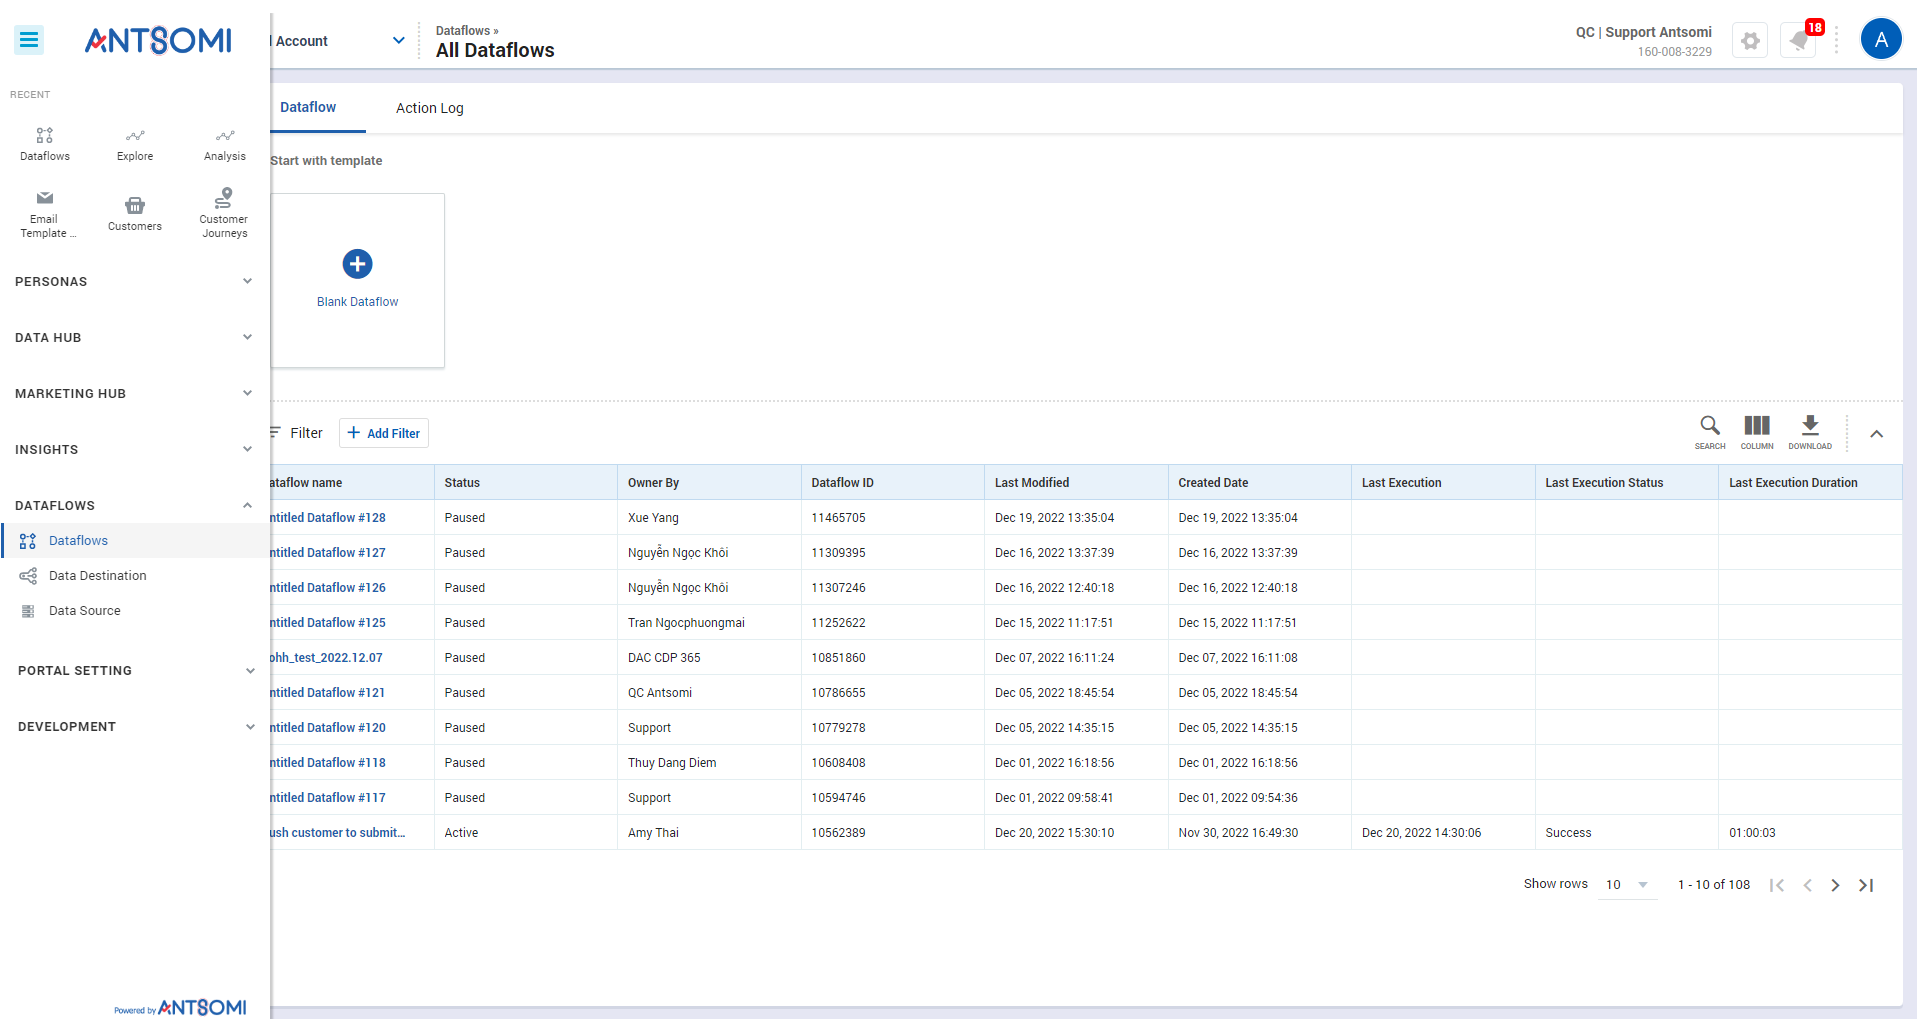 ANTSOMI
Account
Dataflows »
All Dataflows
QC | Support Antsomi
160-008-3229
18
A
RECENT
Dataflows
Explore
Analysis
Email
Template ...
Customers
Customer
Journeys
PERSONAS
DATA HUB
MARKETING HUB
INSIGHTS
DATAFLOWS
Dataflows
Data Destination
Data Source
PORTAL SETTING
DEVELOPMENT
Powered by ANTSOMI
Dataflow
Action Log
Start with template
Blank Dataflow
Filter
Add Filter
SEARCH
COLUMN
DOWNLOAD
ataflow name Status Owner By Dataflow ID Last Modified Created Date Last Execution Last Execution Status Last Execution Duration
ntitled Dataflow #128 Paused Xue Yang 11465705 Dec 19, 2022 13:35:04 Dec 19, 2022 13:35:04
ntitled Dataflow #127 Paused Nguyễn Ngọc Khôi 11309395 Dec 16, 2022 13:37:39 Dec 16, 2022 13:37:39
ntitled Dataflow #126 Paused Nguyễn Ngọc Khôi 11307246 Dec 16, 2022 12:40:18 Dec 16, 2022 12:40:18
ntitled Dataflow #125 Paused Tran Ngocphuongmai 11252622 Dec 15, 2022 11:17:51 Dec 15, 2022 11:17:51
ohh_test_2022.12.07 Paused DAC CDP 365 10851860 Dec 07, 2022 16:11:24 Dec 07, 2022 16:11:08
ntitled Dataflow #121 Paused QC Antsomi 10786655 Dec 05, 2022 18:45:54 Dec 05, 2022 18:45:54
ntitled Dataflow #120 Paused Support 10779278 Dec 05, 2022 14:35:15 Dec 05, 2022 14:35:15
ntitled Dataflow #118 Paused Thuy Dang Diem 10608408 Dec 01, 2022 16:18:56 Dec 01, 2022 16:18:56
ntitled Dataflow #117 Paused Support 10594746 Dec 01, 2022 09:58:41 Dec 01, 2022 09:54:36
ush customer to submit... Active Amy Thai 10562389 Dec 20, 2022 15:30:10 Nov 30, 2022 16:49:30 Dec 20, 2022 14:30:06 Success 01:00:03
Show rows 10 1 - 10 of 108